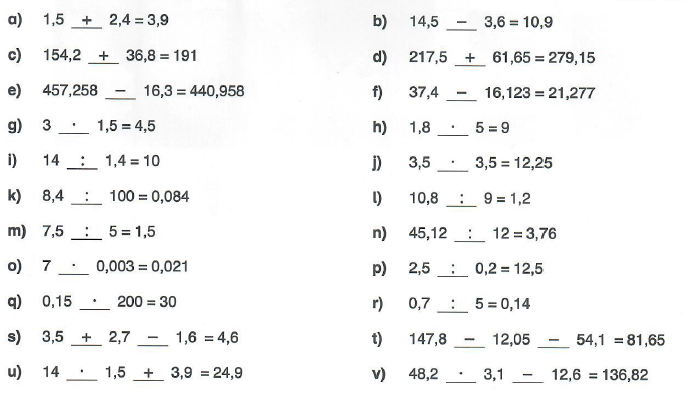 a) 1,5 + 2,4 = 3,9
b) 14,5 − 3,6 = 10,9
c) 154,2 + 36,8 = 191
d) 217,5 + 61,65 = 279,15
e) 457,258 − 16,3 = 440,958
f) 37,4 − 16,123 = 21,277
g) 3 · 1,5 = 4,5
h) 1,8 · 5 = 9
i) 14 : 1,4 = 10
j) 3,5 · 3,5 = 12,25
k) 8,4 : 100 = 0,084
l) 10,8 : 9 = 1,2
m) 7,5 : 5 = 1,5
n) 45,12 : 12 = 3,76
o) 7 · 0,003 = 0,021
p) 2,5 : 0,2 = 12,5
q) 0,15 · 200 = 30
r) 0,7 : 5 = 0,14
s) 3,5 + 2,7 − 1,6 = 4,6
t) 147,8 − 12,05 − 54,1 = 81,65
u) 14 · 1,5 + 3,9 = 24,9
v) 48,2 · 3,1 − 12,6 = 136,82